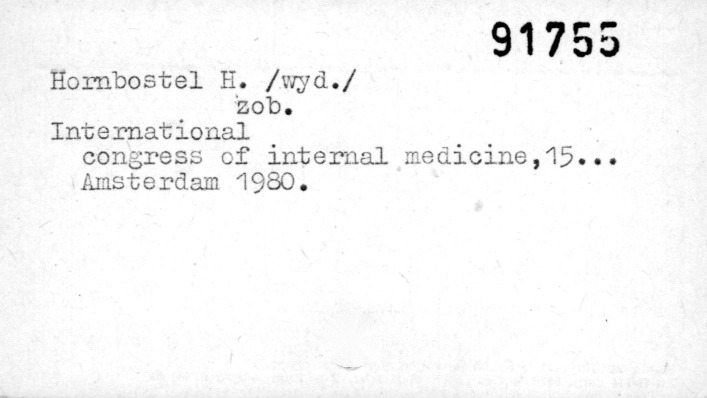 91755
Hornbostel H. /wyd./
zob.
International
congress of internal medicine,15...
Amsterdam 1980.